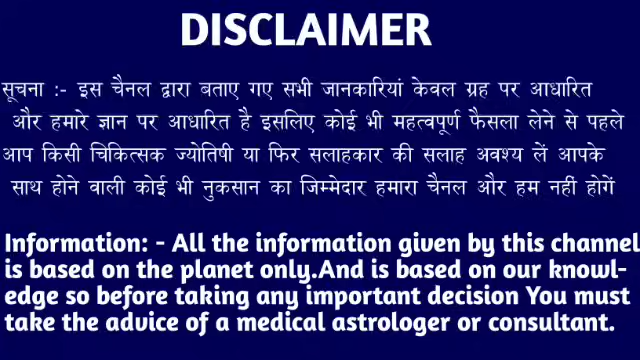 DISCLAIMER
सूचना :- इस चैनल द्वारा बताए गए सभी जानकारियां केवल ग्रह पर आधारित
और हमारे ज्ञान पर आधारित है इसलिए कोई भी महत्वपूर्ण फैसला लेने से पहले
आप किसी चिकित्सक ज्योतिषी या फिर सलाहकार की सलाह अवश्य लें आपके
साथ होने वाली कोई भी नुकसान का जिम्मेदार हमारा चैनल और हम नहीं होगें
Information: - All the information given by this channel
is based on the planet only.And is based on our knowl-
edge so before taking any important decision You must
take the advice of a medical astrologer or consultant.